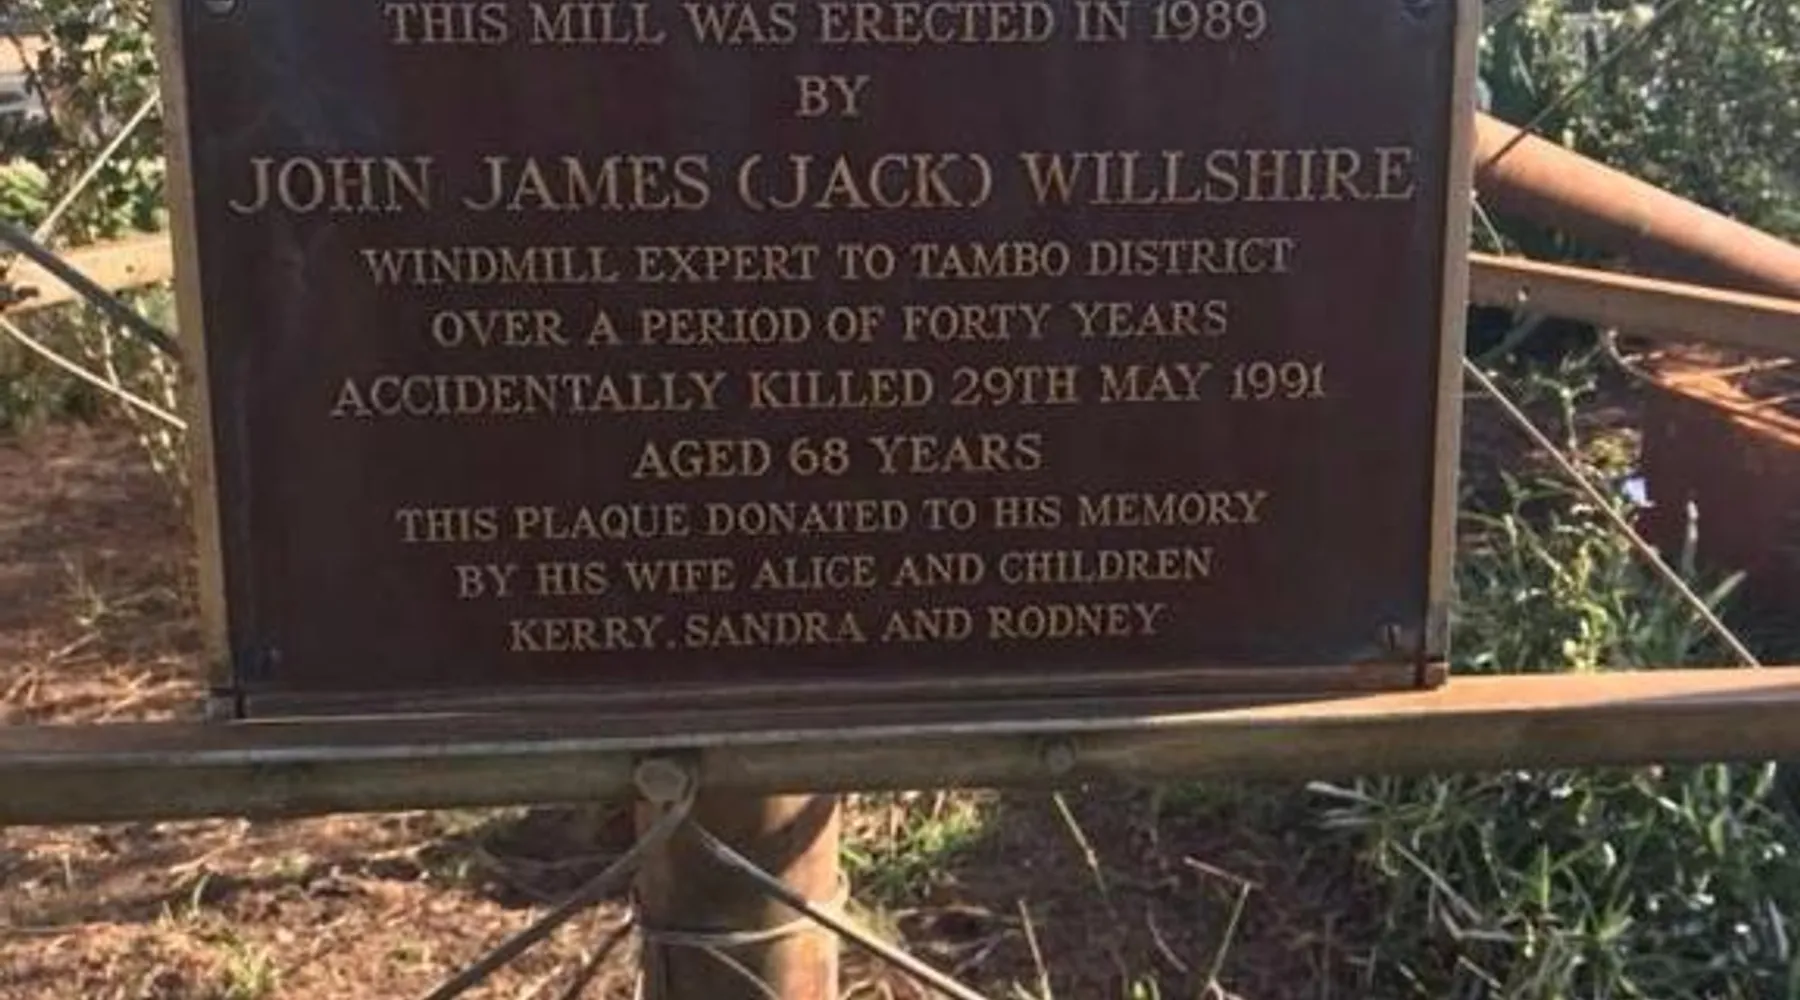 THIS MILL WAS ERECTED IN 1989
BY
JOHN JAMES (JACK) WILLSHIRE
WINDMILL EXPERT TO TAMBO DISTRICT
OVER A PERIOD OF FORTY YEARS
ACCIDENTALLY KILLED 29TH MAY 1991
AGED 68 YEARS
THIS PLAQUE DONATED TO HIS MEMORY
BY HIS WIFE ALICE AND CHILDREN
KERRY. SANDRA AND RODNEY